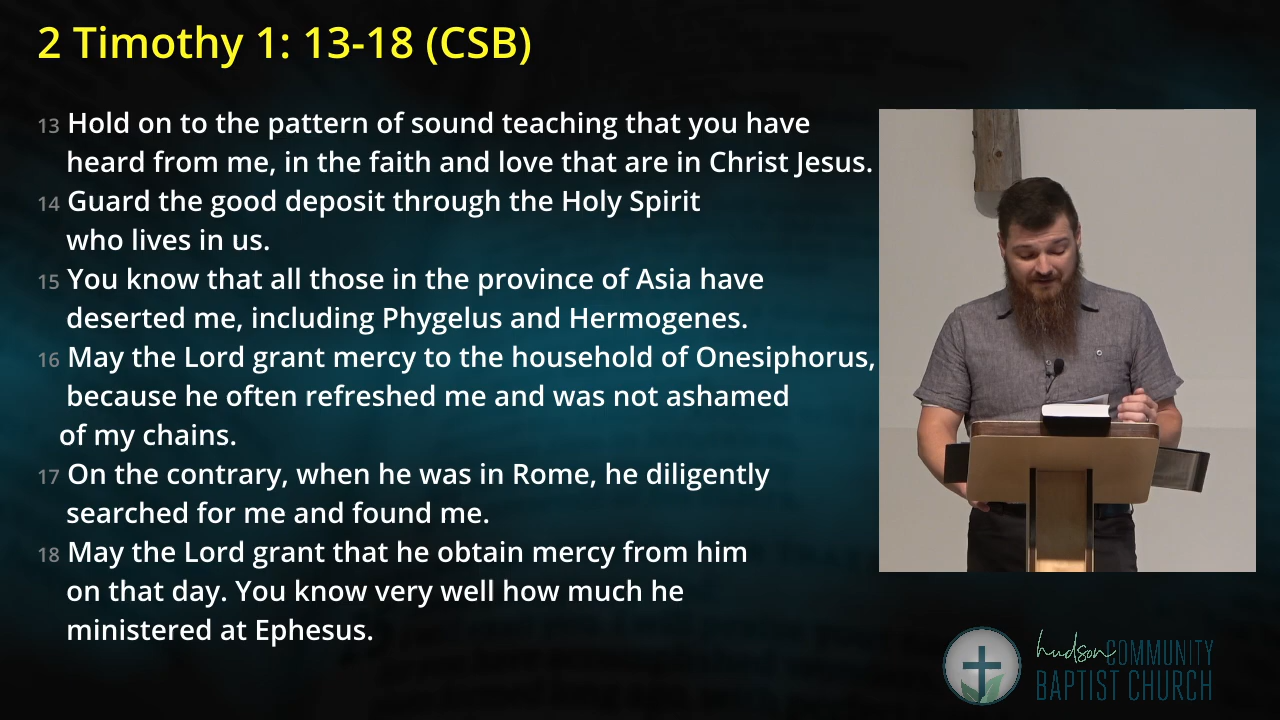 2 Timothy 1: 13-18 (CSB)
13 Hold on to the pattern of sound teaching that you have
heard from me, in the faith and love that are in Christ Jesus.
14 Guard the good deposit through the Holy Spirit
who lives in us.
15 You know that all those in the province of Asia have
deserted me, including Phygelus and Hermogenes.
16 May the Lord grant mercy to the household of Onesiphorus,
because he often refreshed me and was not ashamed
of my chains.
17 On the contrary, when he was in Rome, he diligently
searched for me and found me.
18 May the Lord grant that he obtain mercy from him
on that day. You know very well how much he
ministered at Ephesus.
hudson COMMUNITY
BAPTIST CHURCH